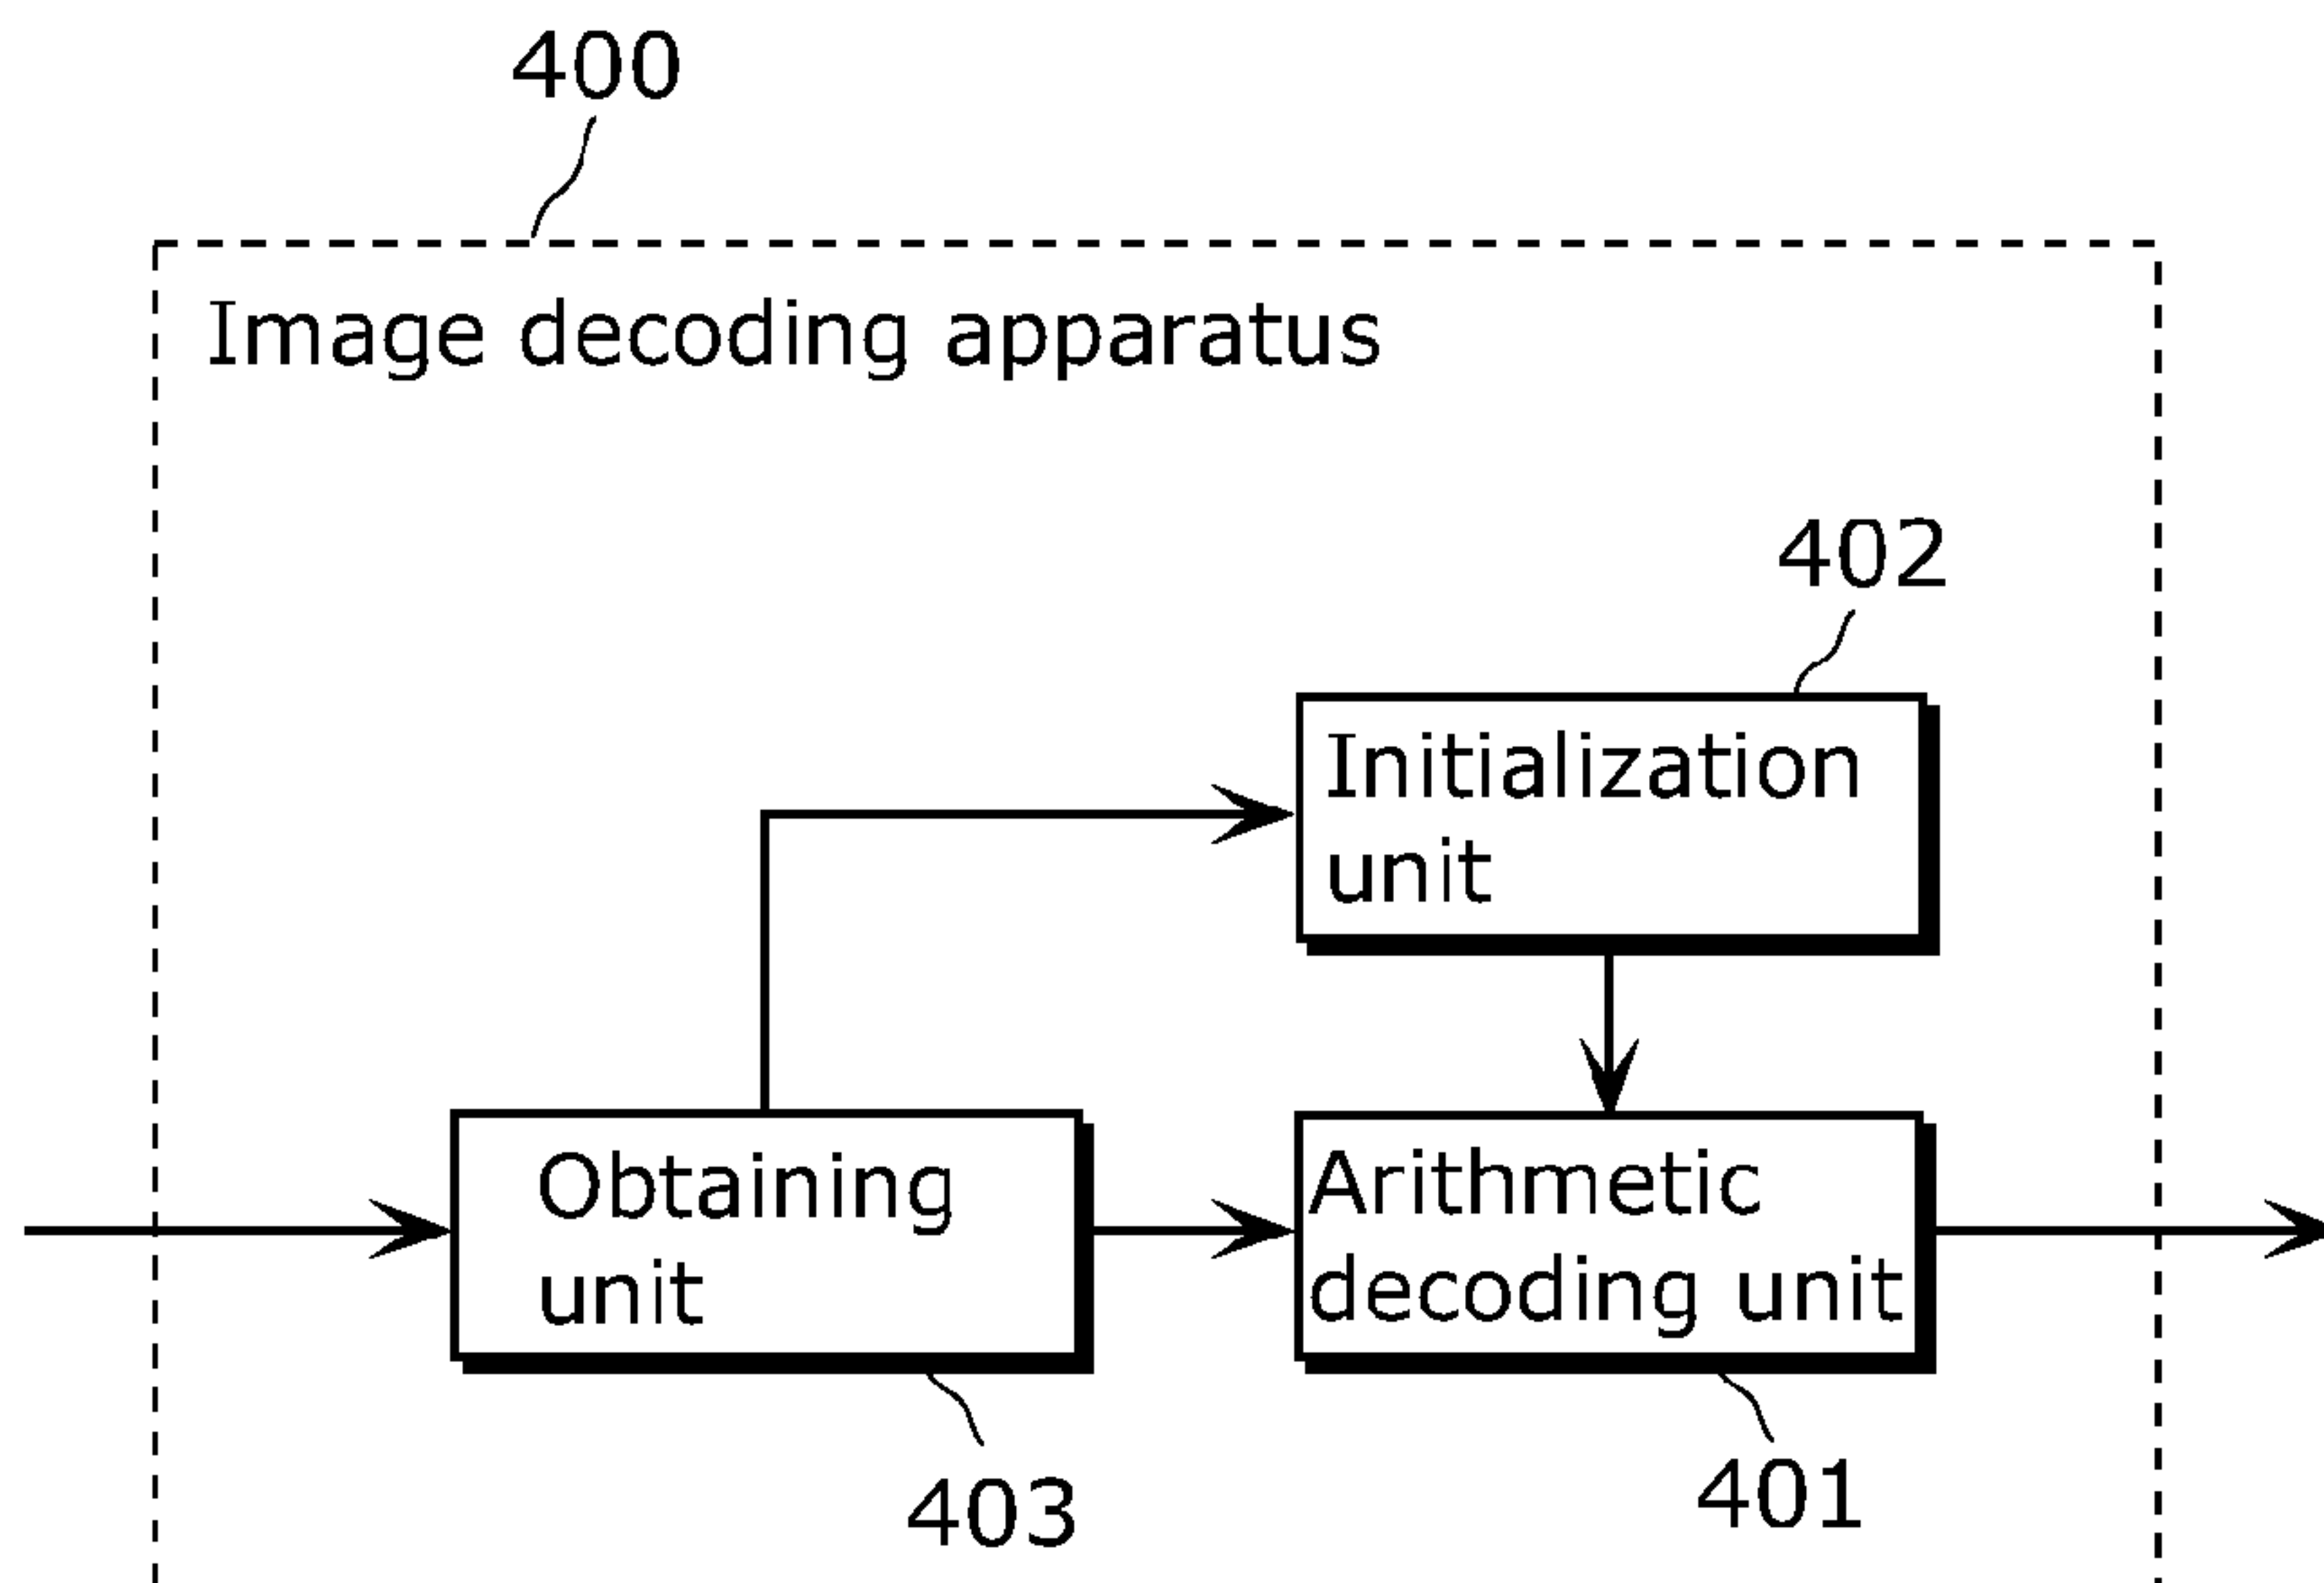 400
Image decoding apparatus
402
Initialization
unit
Obtaining
unit
Arithmetic
decoding unit
403
401